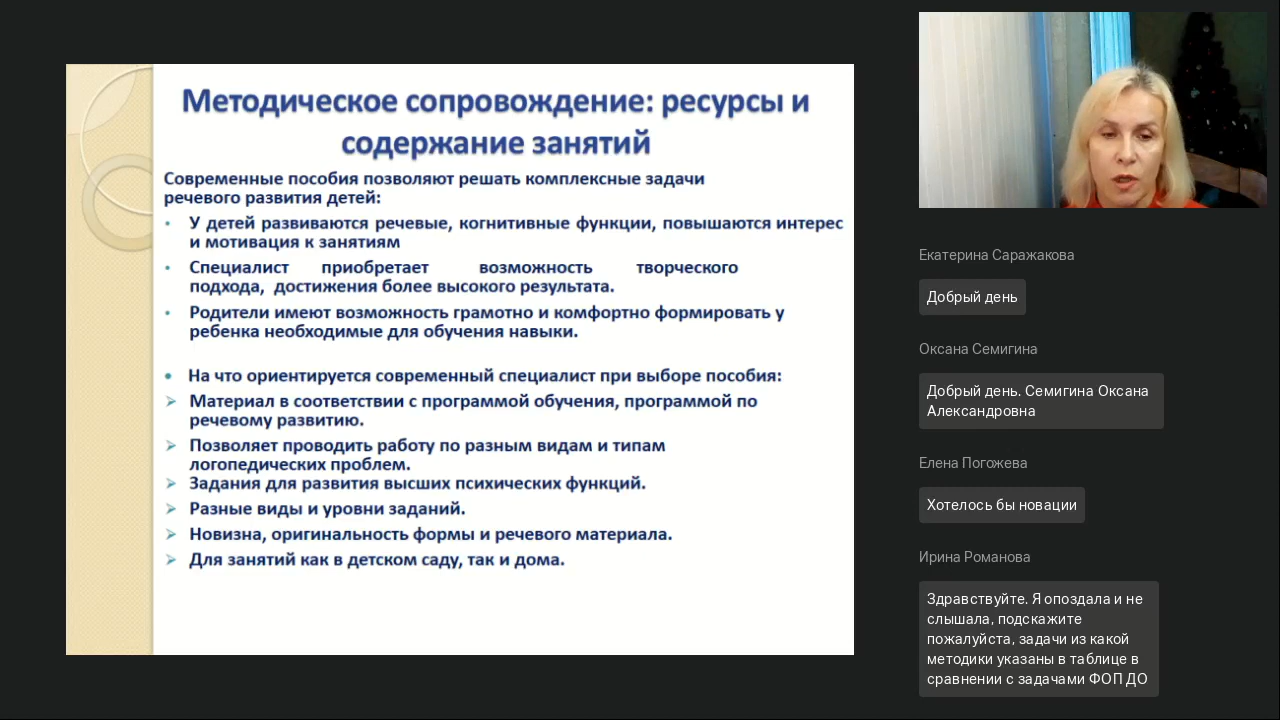 Методическое сопровождение: ресурсы и
содержание занятий
Современные пособия позволяют решать комплексные задачи
речевого развития детей:
• У детей развиваются речевые, когнитивные функции, повышаются интерес
и мотивация к занятиям
• Специалист приобретает возможность творческого
подхода, достижения более высокого результата.
• Родители имеют возможность грамотно и комфортно формировать у
ребенка необходимые для обучения навыки.
• На что ориентируется современный специалист при выборе пособия:
➢ Материал в соответствии с программой обучения, программой по
речевому развитию.
➢ Позволяет проводить работу по разным видам и типам
логопедических проблем.
➢ Задания для развития высших психических функций.
➢ Разные виды и уровни заданий.
➢ Новизна, оригинальность формы и речевого материала.
➢ Для занятий как в детском саду, так и дома.
Екатерина Саражакова
Добрый день
Оксана Семигина
Добрый день. Семигина Оксана
Александровна
Елена Погожева
Хотелось бы новации
Ирина Романова
Здравствуйте. Я опоздала и не
слышала, подскажите
пожалуйста, задачи из какой
методики указаны в таблице в
сравнении с задачами ФОП ДО